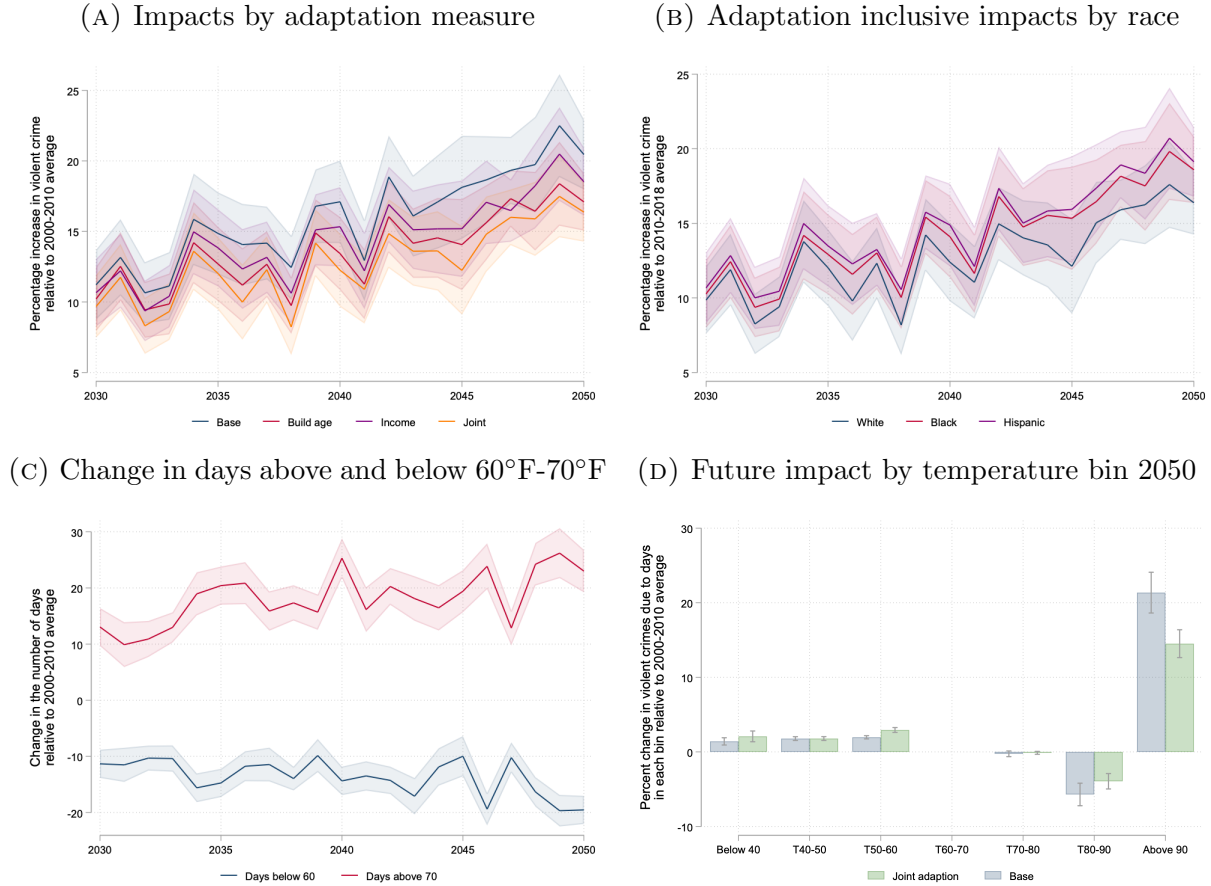 (A) Impacts by adaptation measure
Percentage increase in violent crime
relative to 2000-2010 average
25
20
15
10
5
2030
2035
2040
2045
2050
Base
Build age
Income
Joint
(B) Adaptation inclusive impacts by race
Percentage increase in violent crime
relative to 2010-2018 average
25
20
15
10
5
2030
2035
2040
2045
2050
White
Black
Hispanic
(C) Change in days above and below 60°F-70°F
Change in the number of days
relative to 2000-2010 average
30
20
10
0
-10
-20
2030
2035
2040
2045
2050
Days below 60
Days above 70
(D) Future impact by temperature bin 2050
Percent change in violent crimes due to days
in each bin relative to 2000-2010 average
30
20
10
0
-10
Below 40
T40-50
T50-60
T60-70
T70-80
T80-90
Above 90
Joint adaption
Base